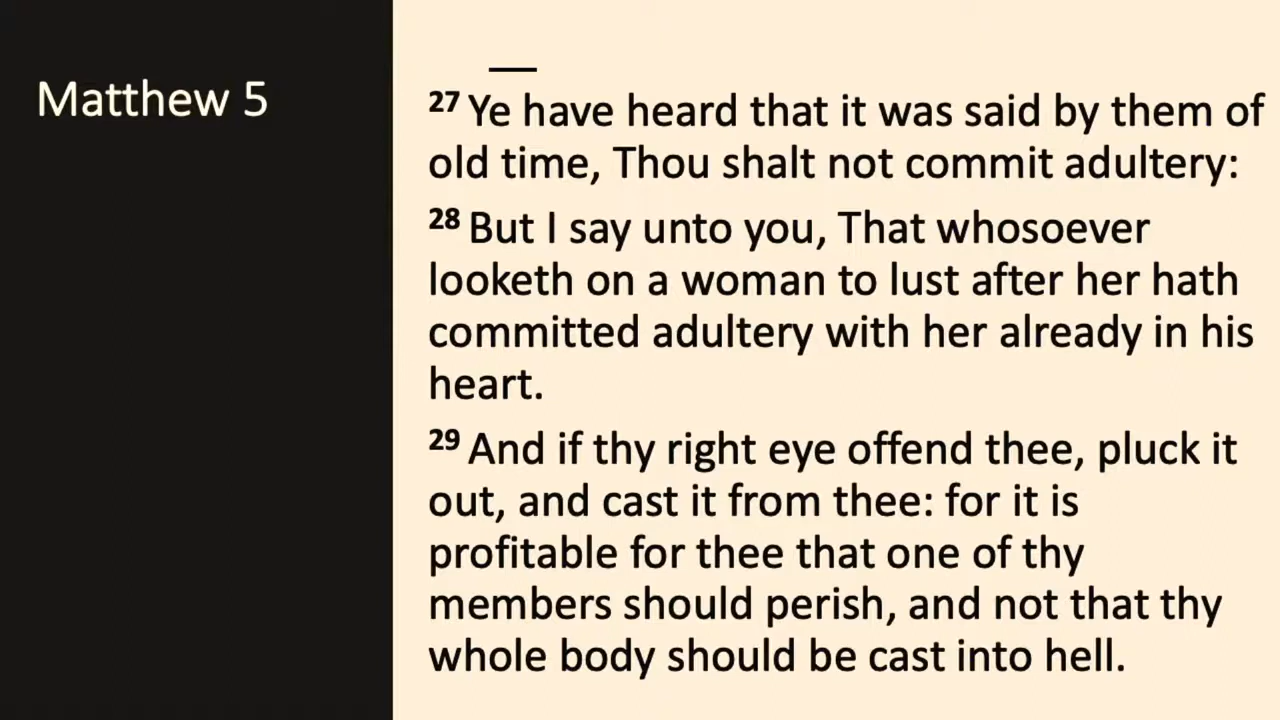 Matthew 5
27 Ye have heard that it was said by them of
old time, Thou shalt not commit adultery:
28 But I say unto you, That whosoever
looketh on a woman to lust after her hath
committed adultery with her already in his
heart.
29 And if thy right eye offend thee, pluck it
out, and cast it from thee: for it is
profitable for thee that one of thy
members should perish, and not that thy
whole body should be cast into hell.